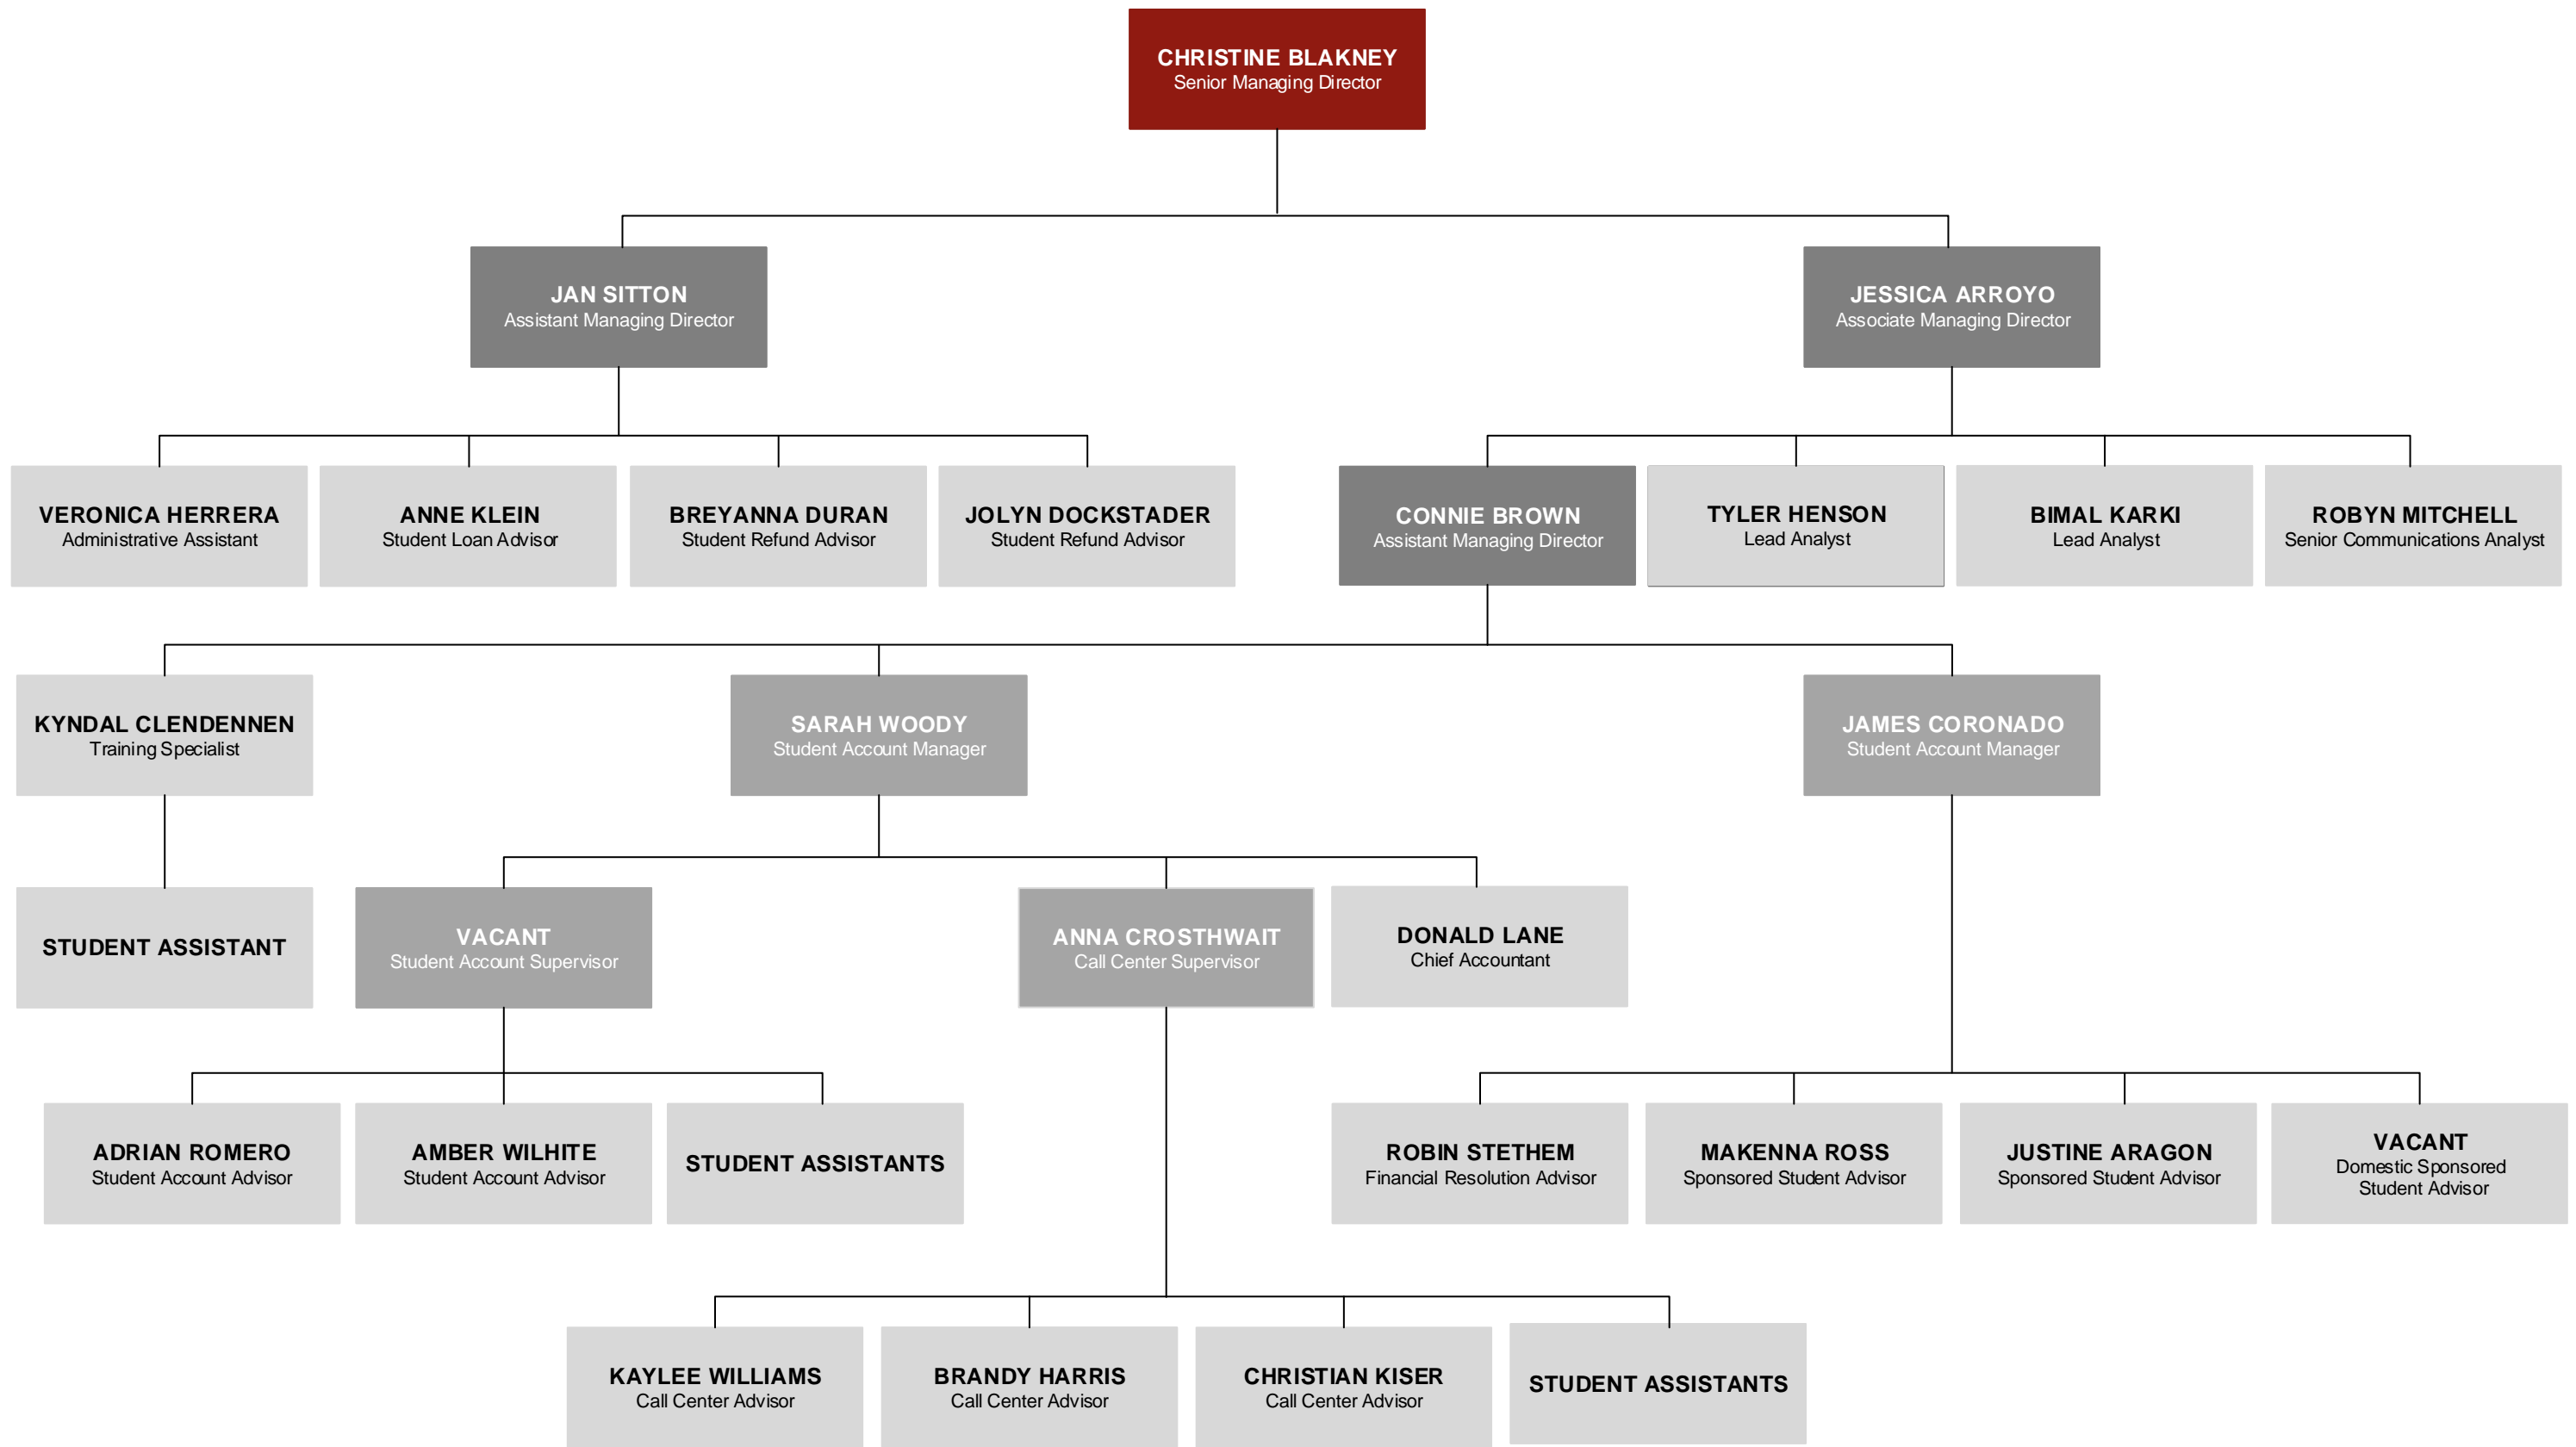 CHRISTINE BLAKNEY
Senior Managing Director
JAN SITTON
Assistant Managing Director
JESSICA ARROYO
Associate Managing Director
VERONICA HERRERA
Administrative Assistant
ANNE KLEIN
Student Loan Advisor
BREYANNA DURAN
Student Refund Advisor
JOLYN DOCKSTADER
Student Refund Advisor
CONNIE BROWN
Assistant Managing Director
TYLER HENSON
Lead Analyst
BIMAL KARKI
Lead Analyst
ROBYN MITCHELL
Senior Communications Analyst
KYNDAL CLENDENNEN
Training Specialist
SARAH WOODY
Student Account Manager
JAMES CORONADO
Student Account Manager
STUDENT ASSISTANT
VACANT
Student Account Supervisor
ANNA CROSTHWAIT
Call Center Supervisor
DONALD LANE
Chief Accountant
ADRIAN ROMERO
Student Account Advisor
AMBER WILHITE
Student Account Advisor
STUDENT ASSISTANTS
ROBIN STETHEM
Financial Resolution Advisor
MAKENNA ROSS
Sponsored Student Advisor
JUSTINE ARAGON
Sponsored Student Advisor
VACANT
Domestic Sponsored
Student Advisor
KAYLEE WILLIAMS
Call Center Advisor
BRANDY HARRIS
Call Center Advisor
CHRISTIAN KISER
Call Center Advisor
STUDENT ASSISTANTS